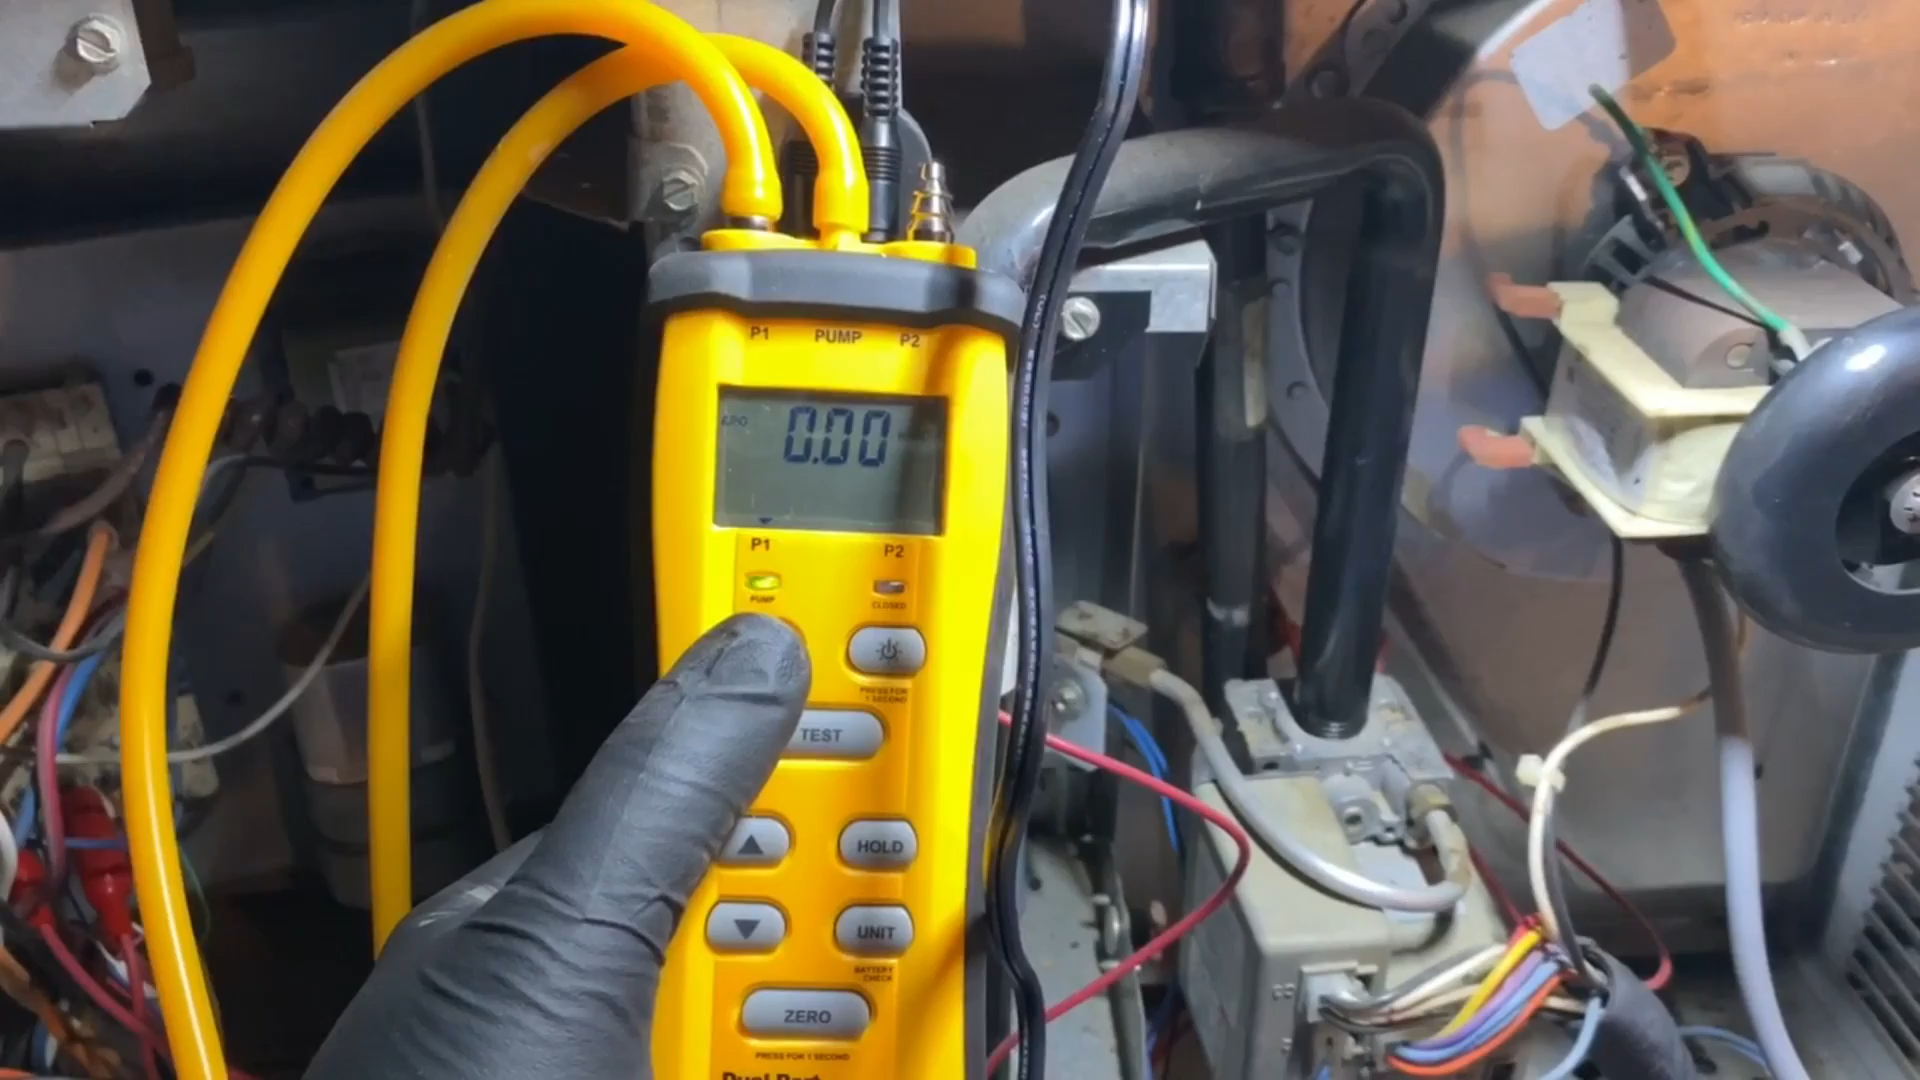 P1 PUMP P2
APO
0.00
P1 P2
PUMP CLOSED
PRESS FOR
1 SECOND
TEST
HOLD
UNIT
BATTERY
CHECK
ZERO
PRESS FOR 1 SECOND
Dual Port